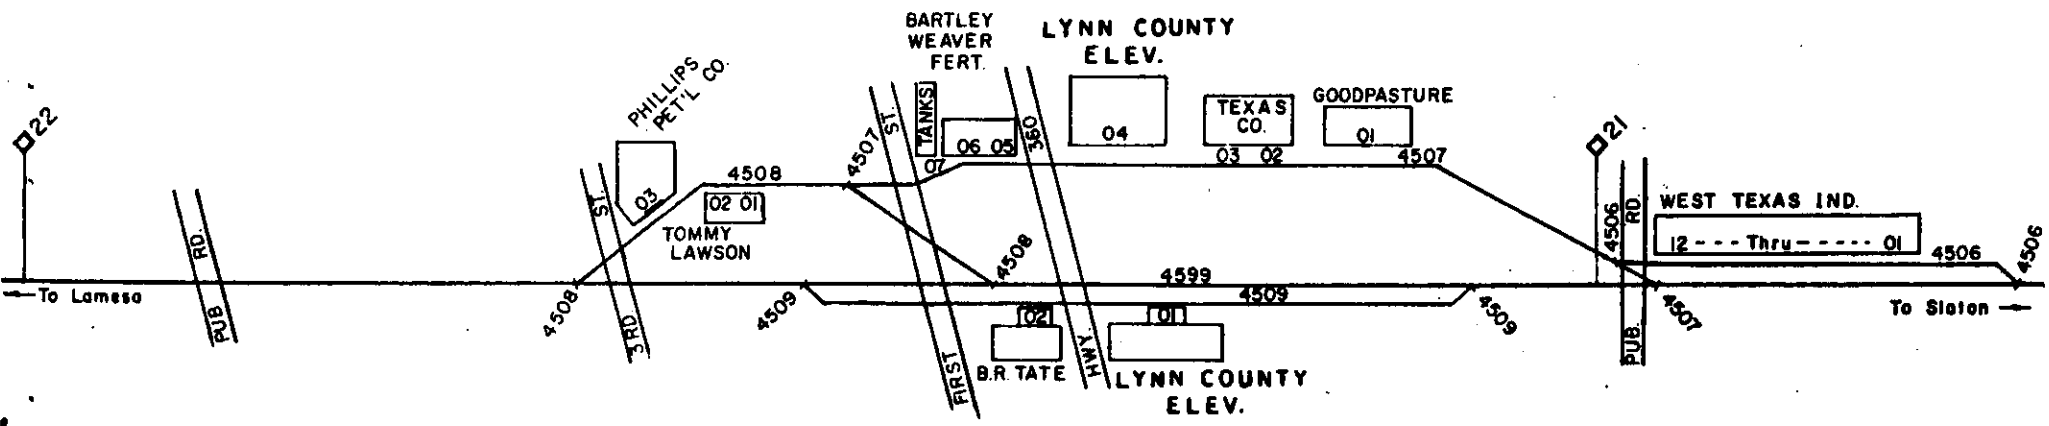 22
To Lamesa
PUB RD.
PHILLIPS
PET'L CO.
03
4508
3RD ST.
4508
02 01
TOMMY
LAWSON
4507
4509
BARTLEY
WEAVER
FERT.
TANKS
07
06 05
FIRST ST.
4508
HWY 360
LYNN COUNTY
ELEV.
04
TEXAS
CO.
03 02
GOODPASTURE
01
4507
4599
4509
02
B.R. TATE
01
LYNN COUNTY
ELEV.
4509
21
4506
PUB. RD.
4507
WEST TEXAS IND.
12 - - - Thru - - - - - - 01
4506
4506
To Slaton